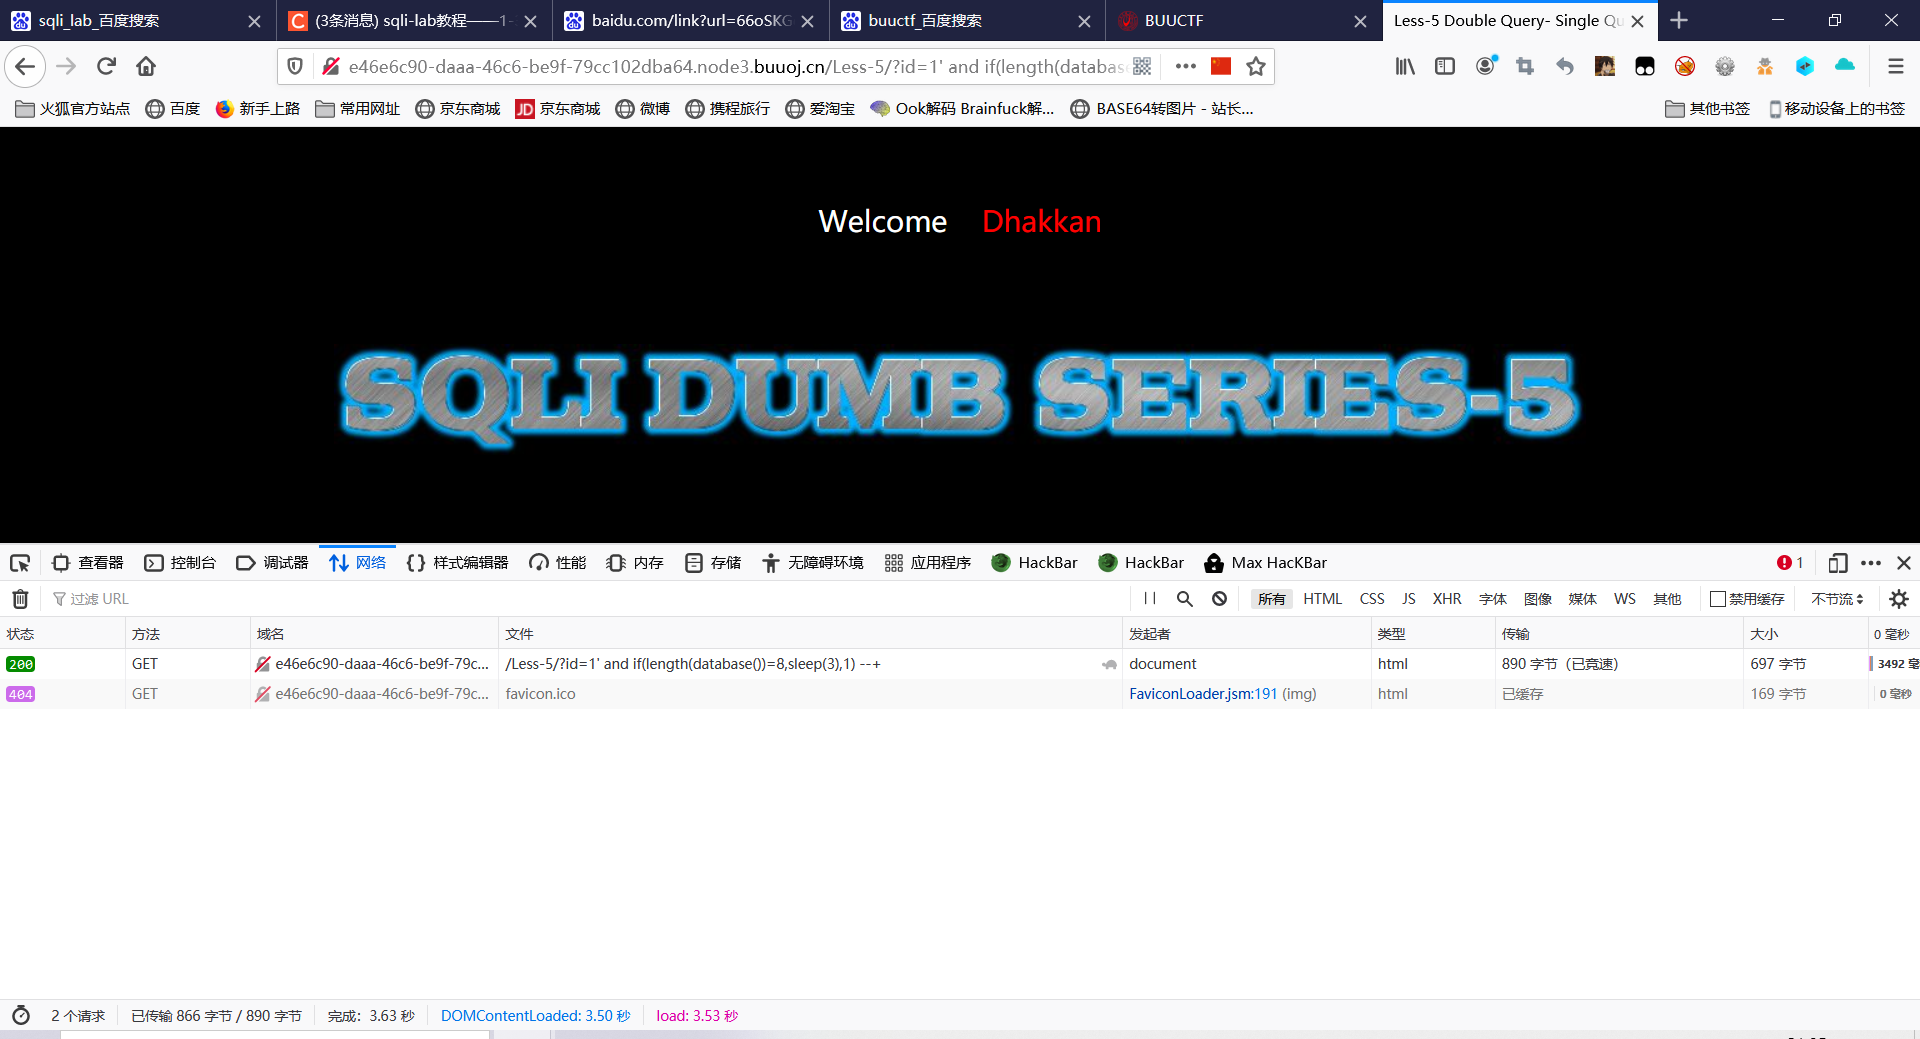 sqli_lab_百度搜索
(3条消息) sqli-lab教程——1-
baidu.com/link?url=66oSKG
buuctf_百度搜索
BUUCTF
Less-5 Double Query- Single Qu
e46e6c90-daaa-46c6-be9f-79cc102dba64.node3.buuoj.cn/Less-5/?id=1' and if(length(databas
火狐官方站点 百度 新手上路 常用网址 京东商城 JD 京东商城 微博 携程旅行 爱淘宝 Ook解码 Brainfuck解... BASE64转图片 - 站长... 其他书签 移动设备上的书签
Welcome Dhakkan
SQLI DUMB SERIES-5
查看器 控制台 调试器 网络 样式编辑器 性能 内存 存储 无障碍环境 应用程序 HackBar HackBar Max HacKBar 1
过滤 URL 所有 HTML CSS JS XHR 字体 图像 媒体 WS 其他 禁用缓存 不节流
状态 方法 域名 文件 发起者 类型 传输 大小 0 毫秒
200 GET e46e6c90-daaa-46c6-be9f-79c... /Less-5/?id=1' and if(length(database())=8,sleep(3),1) --+ document html 890 字节（已竞速） 697 字节 3492 毫
404 GET e46e6c90-daaa-46c6-be9f-79c... favicon.ico FaviconLoader.jsm:191 (img) html 已缓存 169 字节 0 毫秒
2 个请求 已传输 866 字节 / 890 字节 完成：3.63 秒 DOMContentLoaded: 3.50 秒 load: 3.53 秒